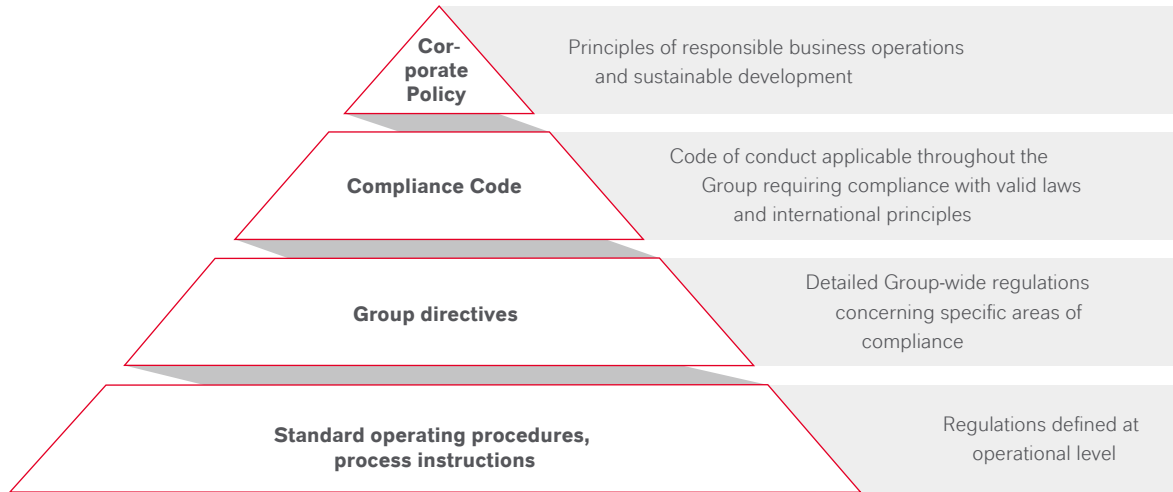 Cor-
porate
Policy
Principles of responsible business operations
and sustainable development
Compliance Code
Code of conduct applicable throughout the
Group requiring compliance with valid laws
and international principles
Group directives
Detailed Group-wide regulations
concerning specific areas of
compliance
Standard operating procedures,
process instructions
Regulations defined at
operational level